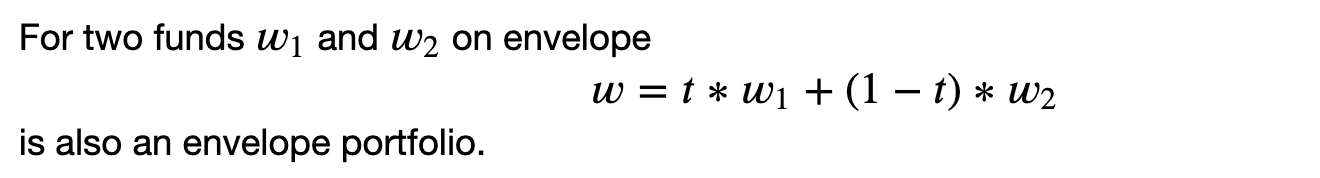 For two funds w₁ and w₂ on envelope
w = t * w₁ + (1 − t) * w₂
is also an envelope portfolio.